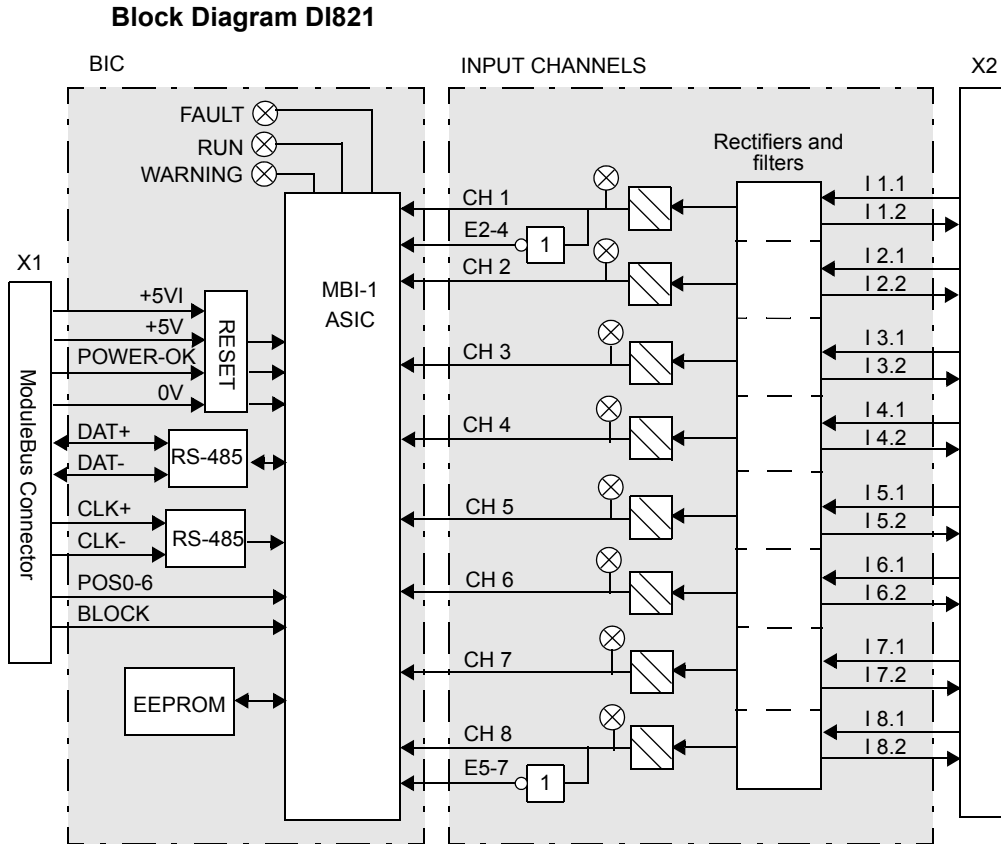 Block Diagram DI821
BIC
INPUT CHANNELS
X2
FAULT
RUN
WARNING
Rectifiers and
filters
CH 1
I 1.1
I 1.2
E2-4
1
CH 2
I 2.1
I 2.2
X1
MBI-1
ASIC
+5VI
+5V
POWER-OK
0V
RESET
CH 3
I 3.1
I 3.2
ModuleBus Connector
DAT+
DAT-
RS-485
CH 4
I 4.1
I 4.2
CLK+
CLK-
RS-485
CH 5
I 5.1
I 5.2
POS0-6
BLOCK
CH 6
I 6.1
I 6.2
EEPROM
CH 7
I 7.1
I 7.2
CH 8
I 8.1
I 8.2
E5-7
1